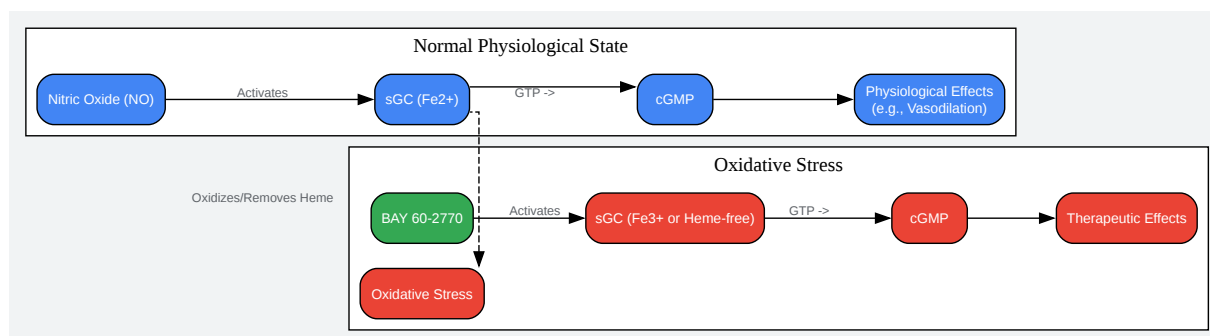 Normal Physiological State
Nitric Oxide (NO)
Activates
sGC (Fe2+)
GTP ->
cGMP
Physiological Effects
(e.g., Vasodilation)
Oxidative Stress
Oxidizes/Removes Heme
BAY 60-2770
Activates
sGC (Fe3+ or Heme-free)
GTP ->
cGMP
Therapeutic Effects
Oxidative Stress